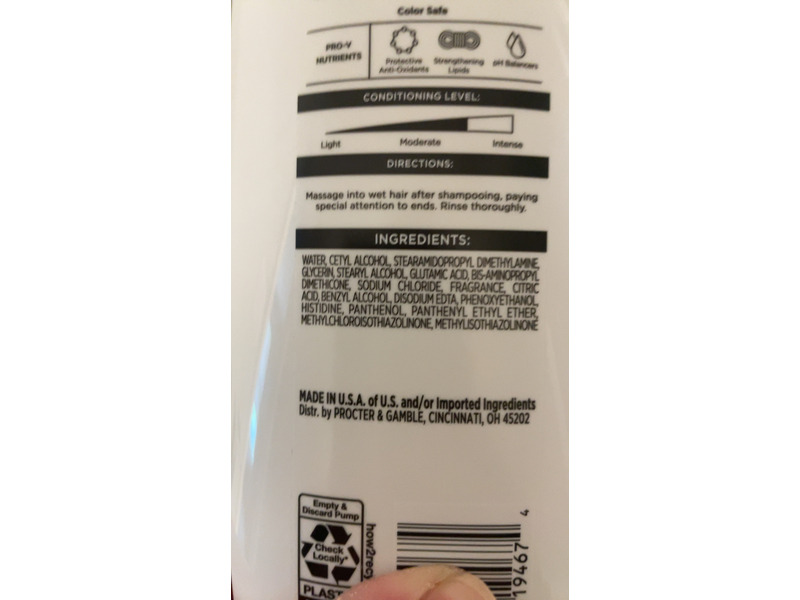 Color Safe
PRO-V
NUTRIENTS
Protective
Anti-Oxidants
Strengthening
Lipids
pH Balancers
CONDITIONING LEVEL:
Light Moderate Intense
DIRECTIONS:
Massage into wet hair after shampooing, paying
special attention to ends. Rinse thoroughly.
INGREDIENTS:
WATER, CETYL ALCOHOL, STEARAMIDOPROPYL DIMETHYLAMINE,
GLYCERIN, STEARYL ALCOHOL, GLUTAMIC ACID, BIS-AMINOPROPYL
DIMETHICONE, SODIUM CHLORIDE, FRAGRANCE, CITRIC
ACID, BENZYL ALCOHOL, DISODIUM EDTA, PHENOXYETHANOL,
HISTIDINE, PANTHENOL, PANTHENYL ETHYL ETHER,
METHYLCHLOROISOTHIAZOLINONE, METHYLISOTHIAZOLINONE
MADE IN U.S.A. of U.S. and/or Imported Ingredients
Distr. by PROCTER & GAMBLE, CINCINNATI, OH 45202
Empty &
Discard Pump
Check
Locally*
PLAST
how2recy
19467 4